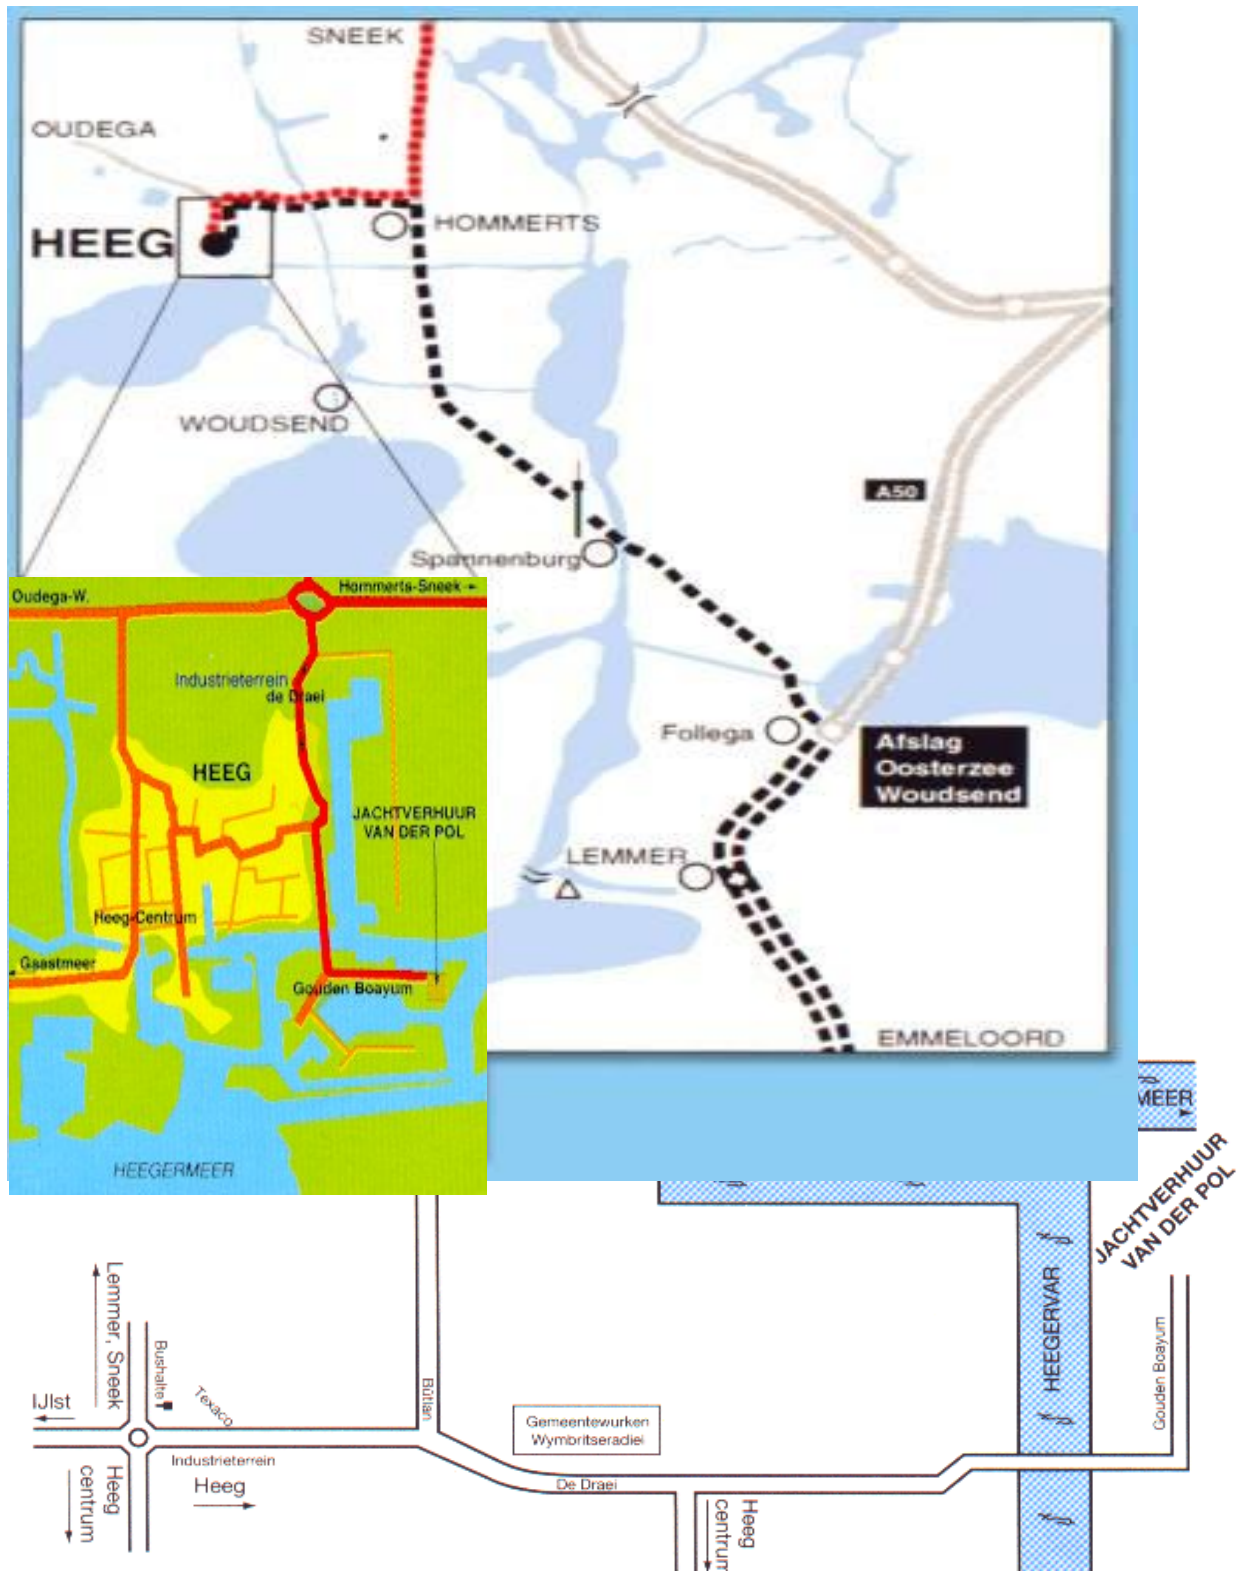 SNEEK
OUDEGA
HEEG
HOMMERTS
WOUDSEND
A50
Spannenburg
Follega
Afslag
Oosterzee
Woudsend
LEMMER
EMMELOORD
Oudega-W.
Hommerts-Sneek
Industrieterrein
de Draei
HEEG
JACHTVERHUUR
VAN DER POL
Heeg-Centrum
Gaastmeer
Gouden Boayum
HEEGERMEER
MEER
JACHTVERHUUR
VAN DER POL
Lemmer, Sneek
Bushalte
Texaco
IJlst
Bûtlan
HEEGERVAR
Gouden Boayum
Gemeentewurken
Wymbritseradiel
Industrieterrein
Heeg
Heeg
centrum
De Draei
Heeg
centrum